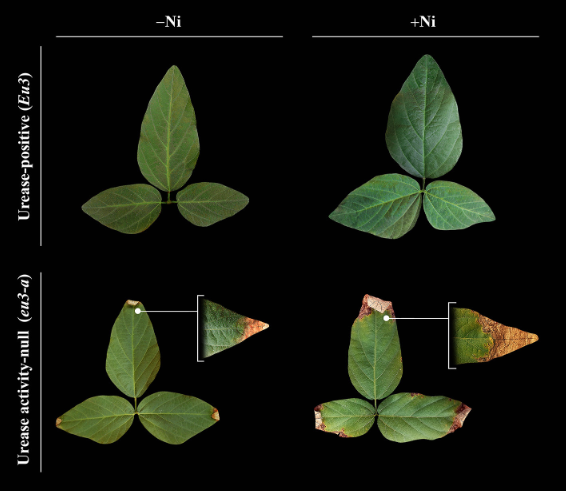 –Ni
+Ni
Urease-positive (Eu3)
Urease activity-null (eu3-a)